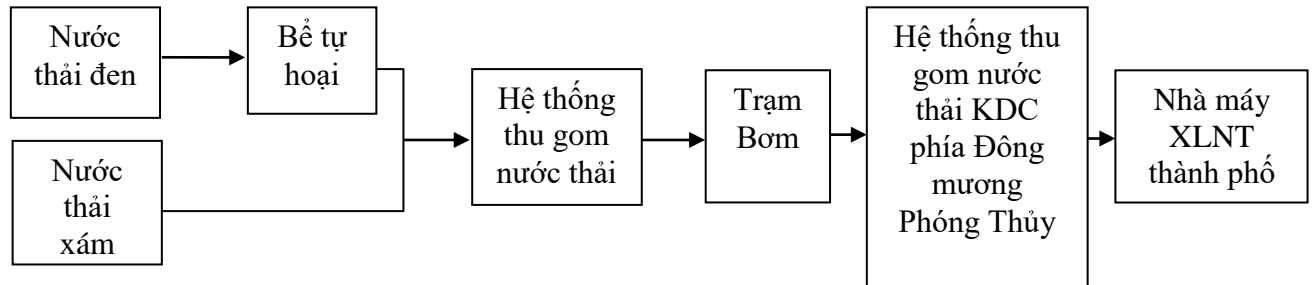 Nước
thải đen
Bể tự
hoại
Nước
thải
xám
Hệ thống
thu gom
nước thải
Trạm
Bơm
Hệ thống thu
gom nước
thải KDC
phía Đông
mương
Phóng Thủy
Nhà máy
XLNT
thành phố